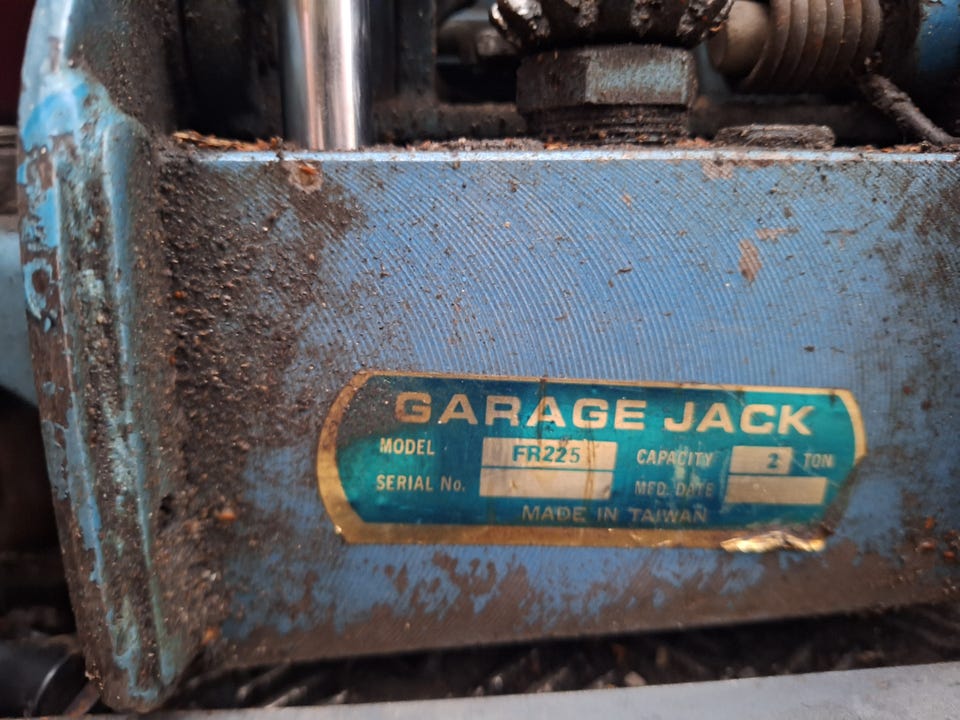 GARAGE JACK
MODEL FR225 CAPACITY 2 TON
SERIAL No. MFD. DATE
MADE IN TAIWAN